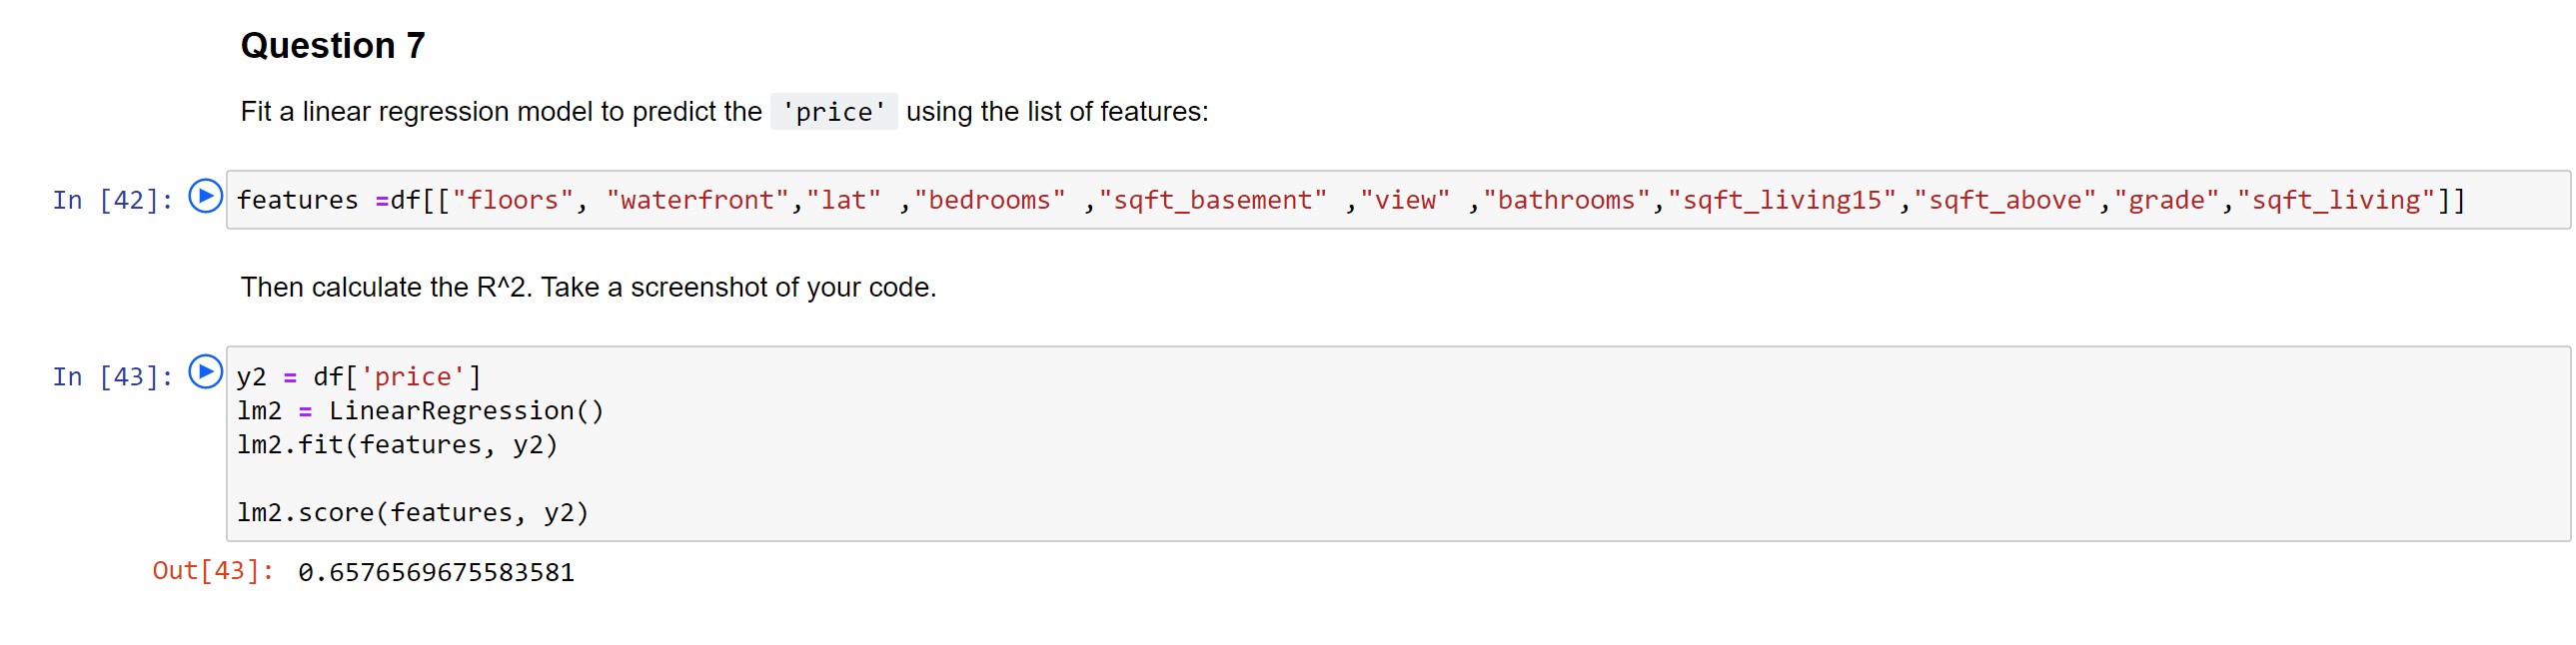 Question 7
Fit a linear regression model to predict the 'price' using the list of features:
In [42]: features =df[["floors", "waterfront","lat" ,"bedrooms" ,"sqft_basement" ,"view" ,"bathrooms","sqft_living15","sqft_above","grade","sqft_living"]]
Then calculate the R^2. Take a screenshot of your code.
In [43]: y2 = df['price']
lm2 = LinearRegression()
lm2.fit(features, y2)
lm2.score(features, y2)
Out[43]: 0.6576569675583581